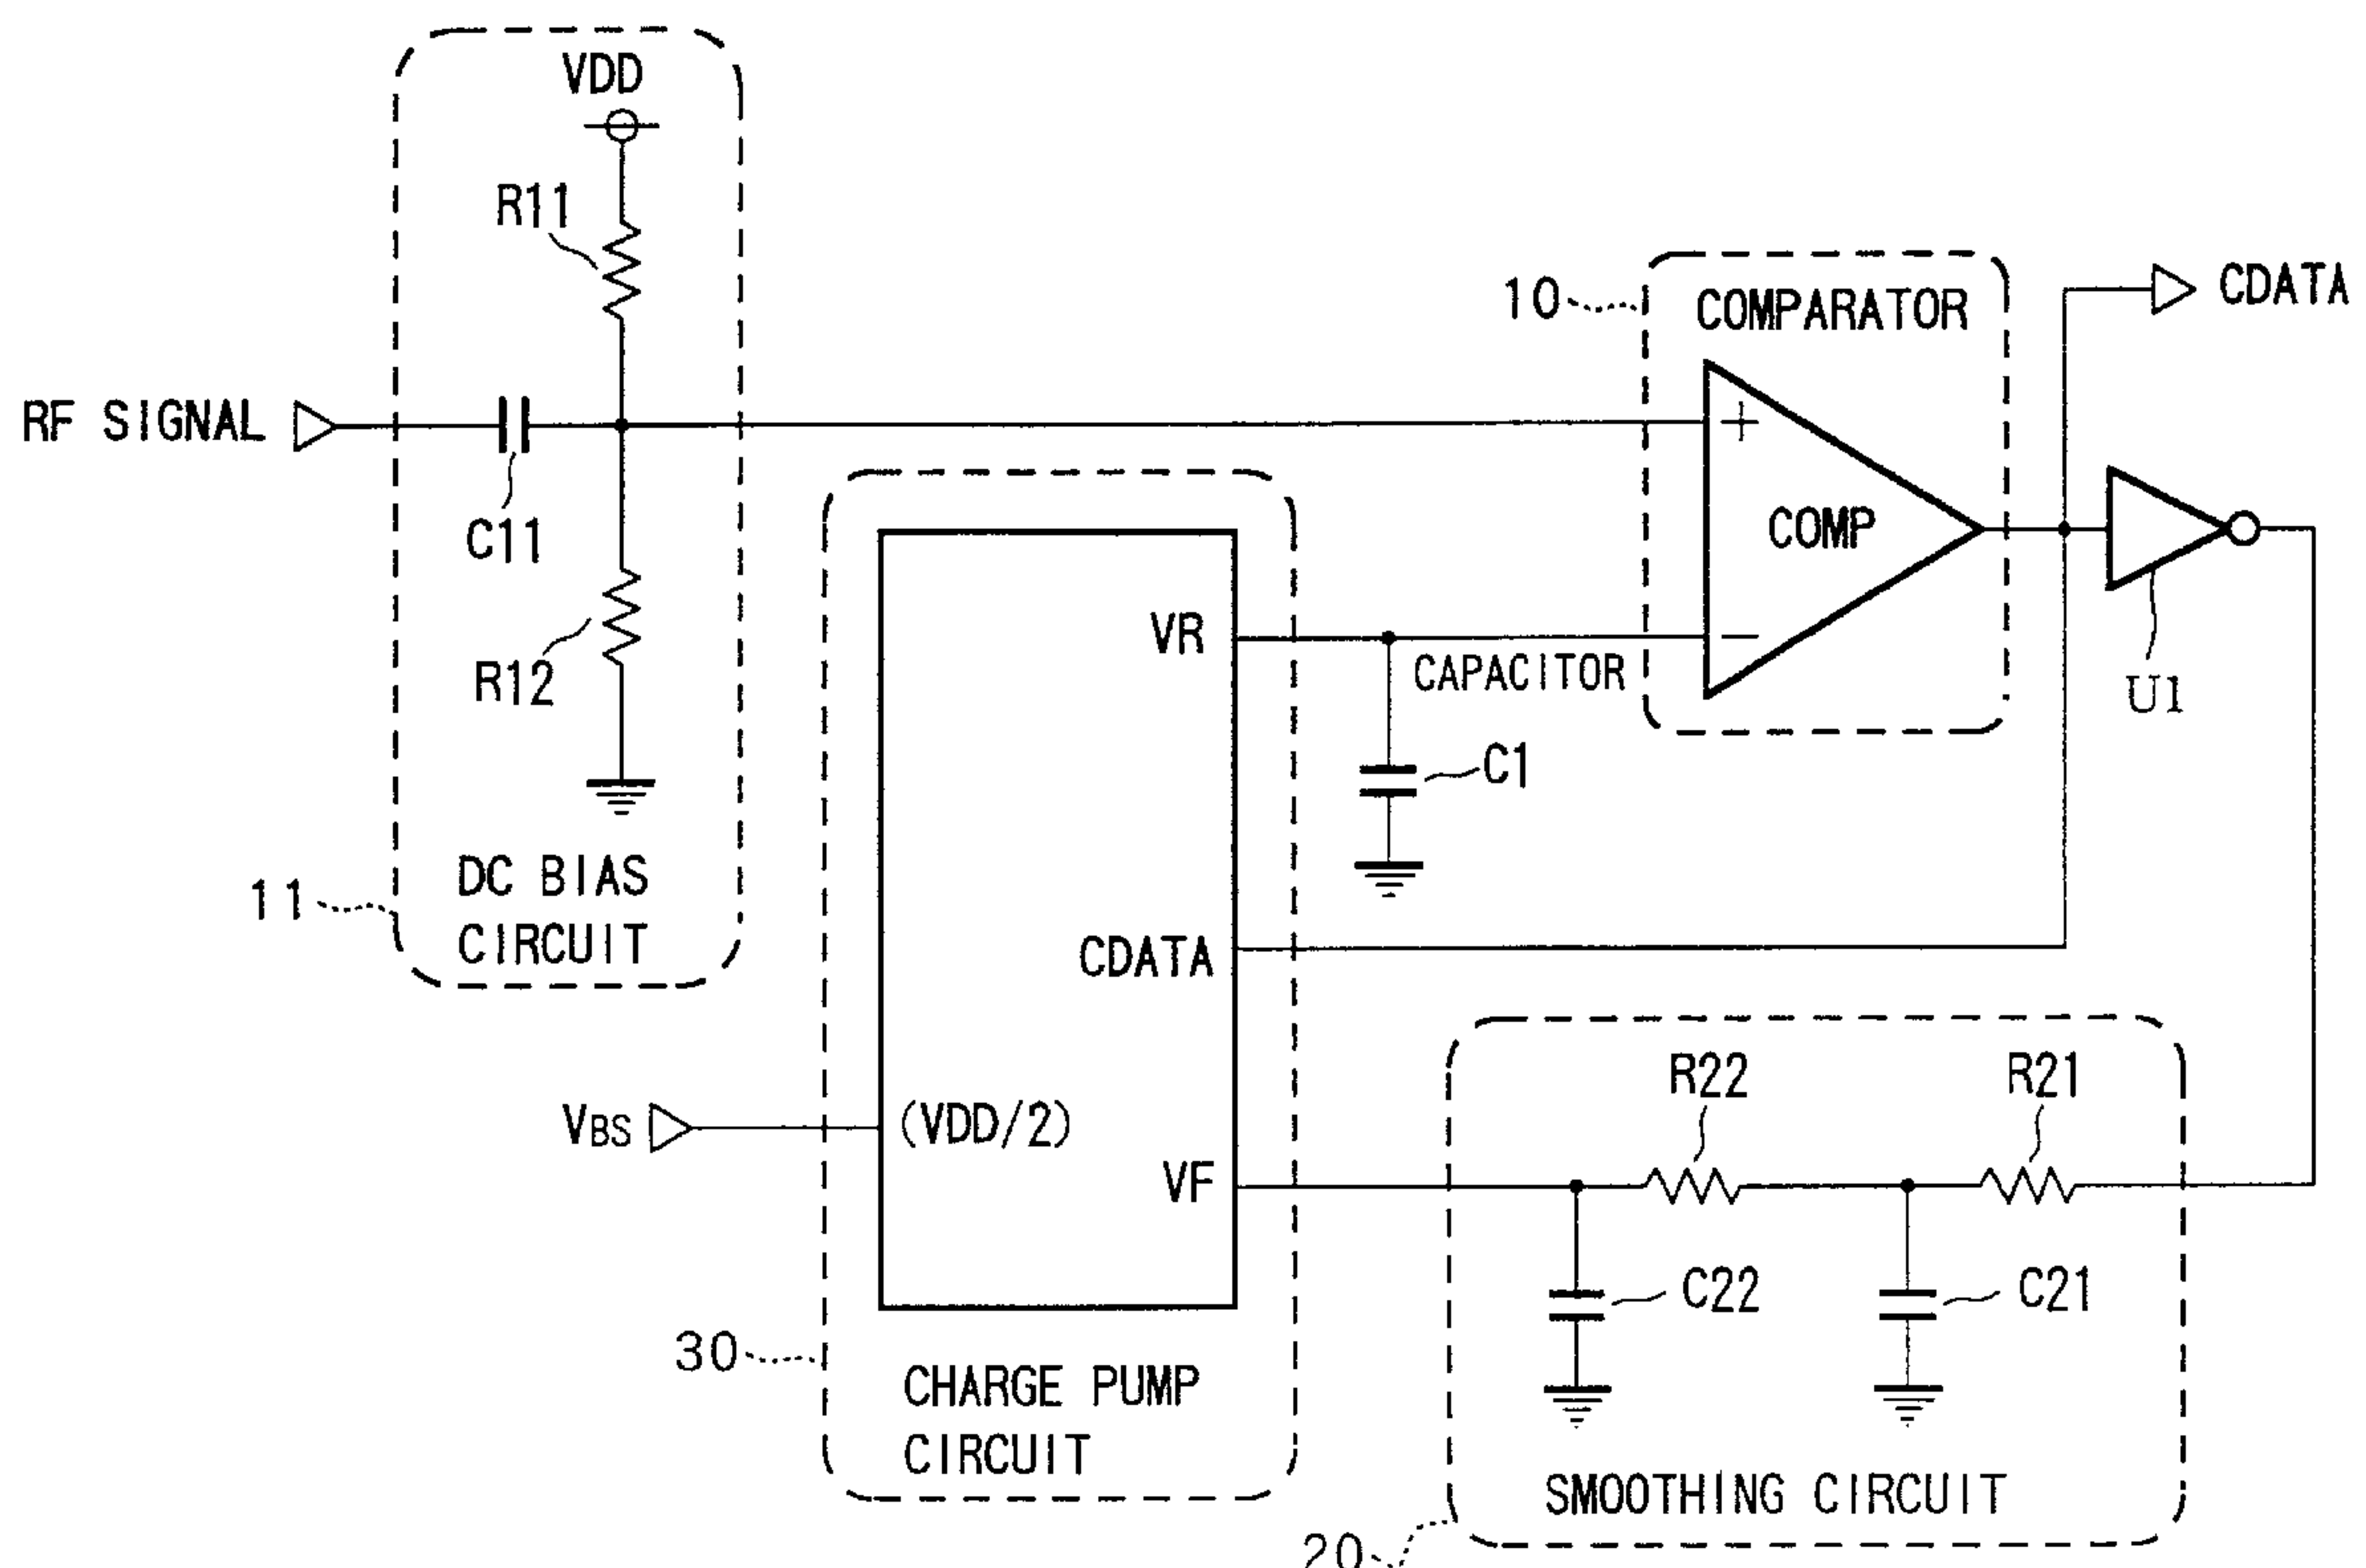 VDD
R11
RF SIGNAL
C11
R12
DC BIAS
CIRCUIT
11
10
COMPARATOR
+
COMP
−
CDATA
U1
VR
CAPACITOR
C1
CDATA
VBS
(VDD/2)
VF
30
CHARGE PUMP
CIRCUIT
R22
R21
C22
C21
SMOOTHING CIRCUIT
20